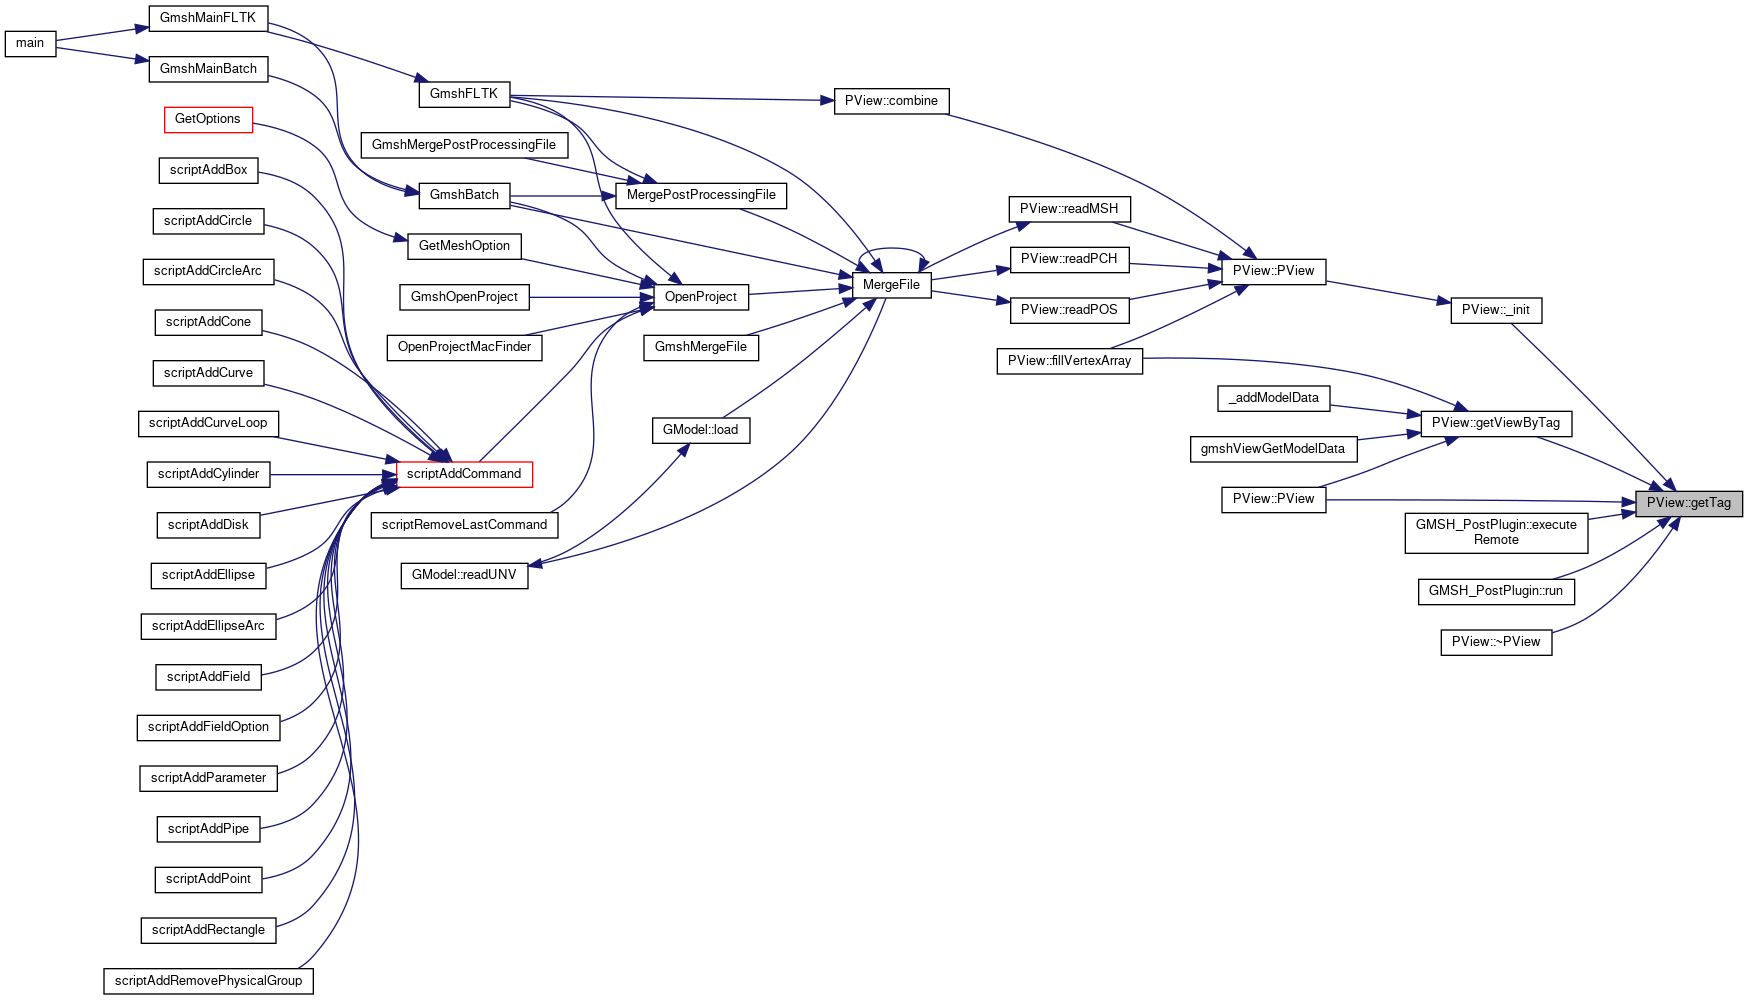 main
GmshMainFLTK
GmshMainBatch
GetOptions
scriptAddBox
scriptAddCircle
scriptAddCircleArc
scriptAddCone
scriptAddCurve
scriptAddCurveLoop
scriptAddCylinder
scriptAddDisk
scriptAddEllipse
scriptAddEllipseArc
scriptAddField
scriptAddFieldOption
scriptAddParameter
scriptAddPipe
scriptAddPoint
scriptAddRectangle
scriptAddRemovePhysicalGroup
GmshFLTK
GmshMergePostProcessingFile
GmshBatch
GetMeshOption
GmshOpenProject
OpenProjectMacFinder
scriptAddCommand
scriptRemoveLastCommand
GModel::readUNV
MergePostProcessingFile
OpenProject
GmshMergeFile
GModel::load
PView::combine
MergeFile
PView::readMSH
PView::readPCH
PView::readPOS
PView::fillVertexArray
PView::PView
_addModelData
gmshViewGetModelData
PView::PView
PView::_init
PView::getViewByTag
GMSH_PostPlugin::execute
Remote
GMSH_PostPlugin::run
PView::~PView
PView::getTag